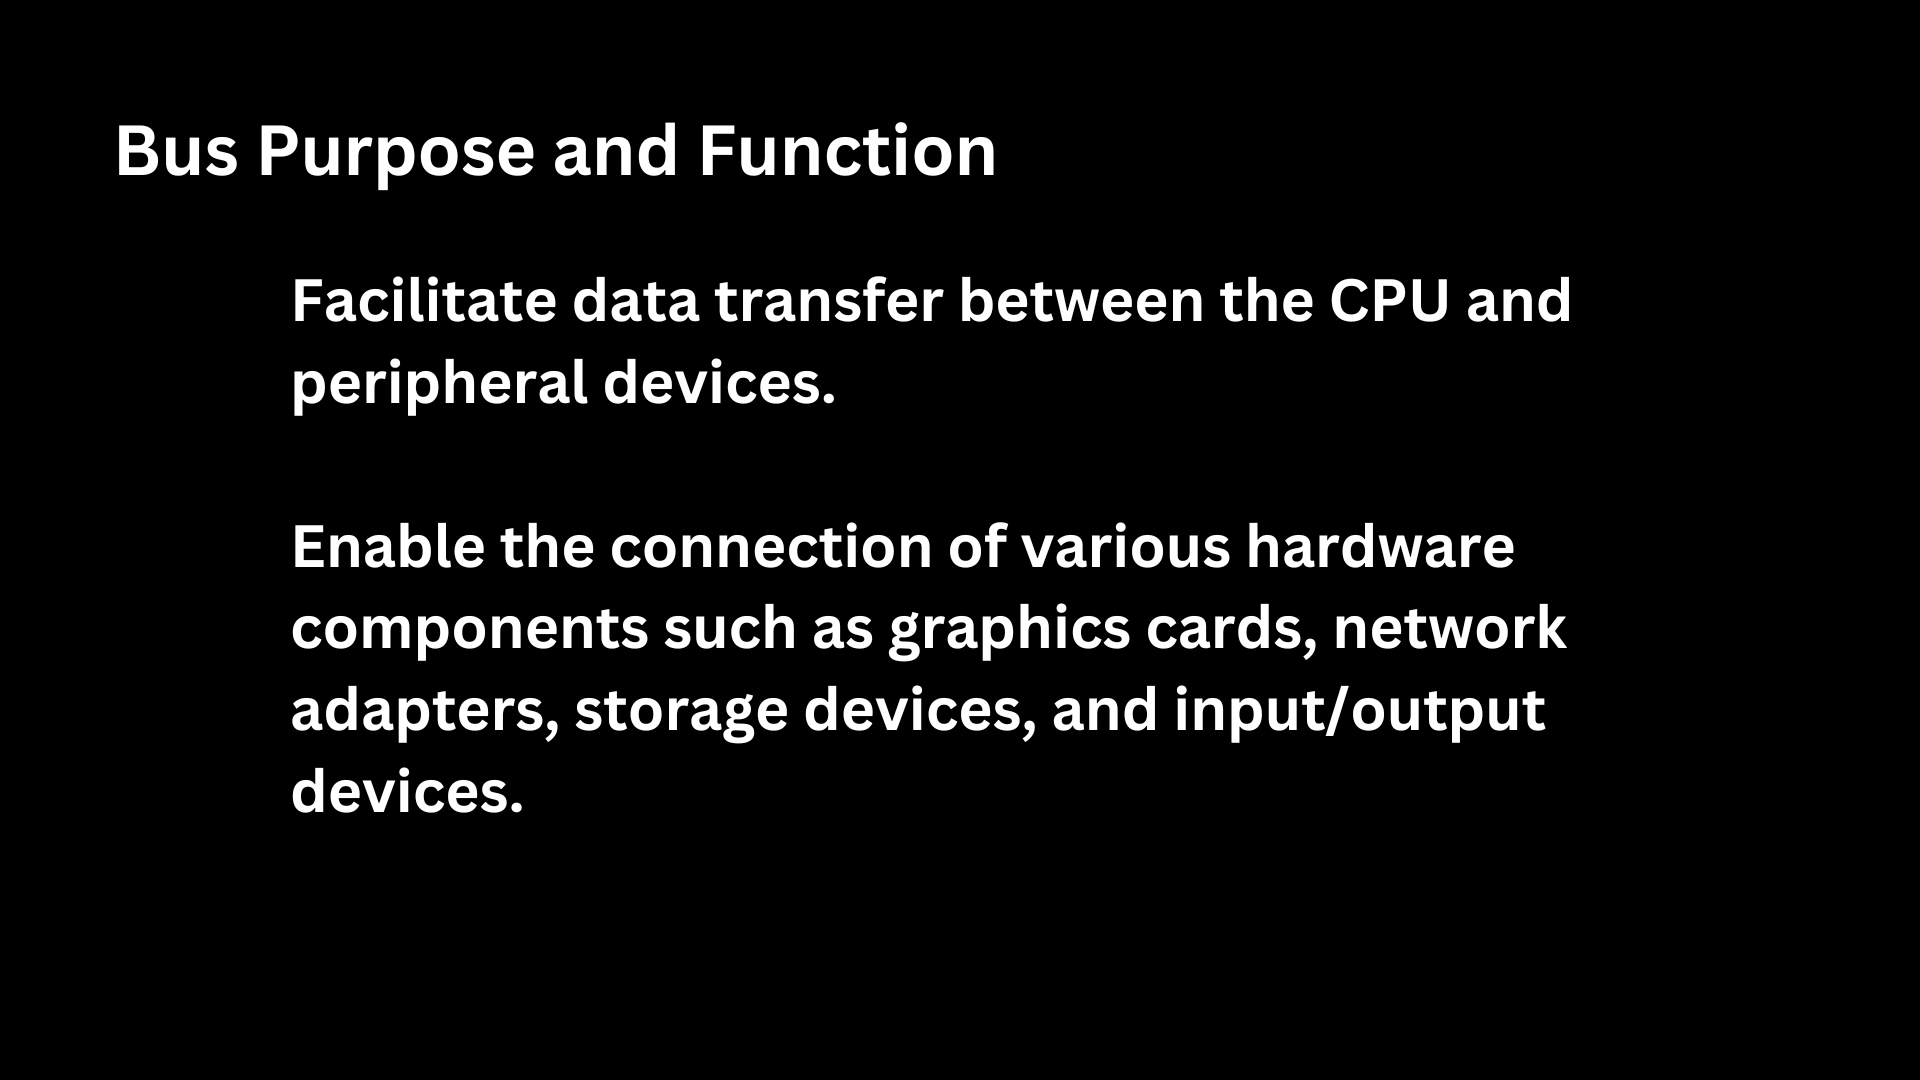 Bus Purpose and Function
Facilitate data transfer between the CPU and
peripheral devices.
Enable the connection of various hardware
components such as graphics cards, network
adapters, storage devices, and input/output
devices.